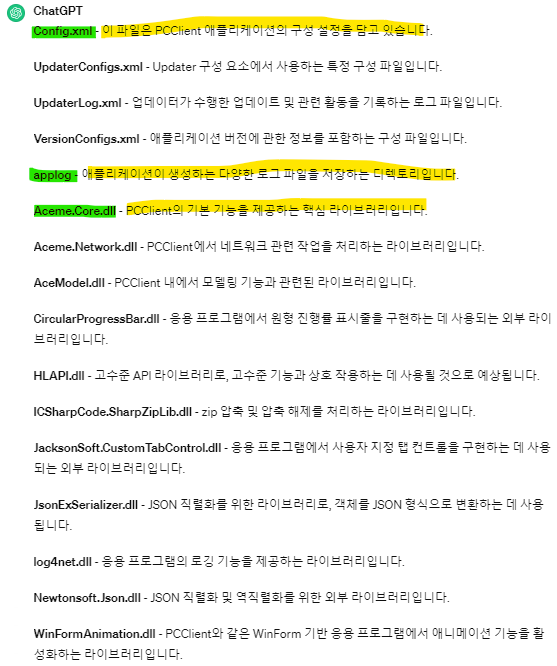 ChatGPT
Config.xml - 이 파일은 PCClient 애플리케이션의 구성 설정을 담고 있습니다.
UpdaterConfigs.xml - Updater 구성 요소에서 사용하는 특정 구성 파일입니다.
UpdaterLog.xml - 업데이터가 수행한 업데이트 및 관련 활동을 기록하는 로그 파일입니다.
VersionConfigs.xml - 애플리케이션 버전에 관한 정보를 포함하는 구성 파일입니다.
applog - 애플리케이션이 생성하는 다양한 로그 파일을 저장하는 디렉토리입니다.
Aceme.Core.dll - PCClient의 기본 기능을 제공하는 핵심 라이브러리입니다.
Aceme.Network.dll - PCClient에서 네트워크 관련 작업을 처리하는 라이브러리입니다.
AceModel.dll - PCClient 내에서 모델링 기능과 관련된 라이브러리입니다.
CircularProgressBar.dll - 응용 프로그램에서 원형 진행률 표시줄을 구현하는 데 사용되는 외부 라이
브러리입니다.
HLAPI.dll - 고수준 API 라이브러리로, 고수준 기능과 상호 작용하는 데 사용될 것으로 예상됩니다.
ICSharpCode.SharpZipLib.dll - zip 압축 및 압축 해제를 처리하는 라이브러리입니다.
JacksonSoft.CustomTabControl.dll - 응용 프로그램에서 사용자 지정 탭 컨트롤을 구현하는 데 사용
되는 외부 라이브러리입니다.
JsonExSerializer.dll - JSON 직렬화를 위한 라이브러리로, 객체를 JSON 형식으로 변환하는 데 사용
됩니다.
log4net.dll - 응용 프로그램의 로깅 기능을 제공하는 라이브러리입니다.
Newtonsoft.Json.dll - JSON 직렬화 및 역직렬화를 위한 외부 라이브러리입니다.
WinFormAnimation.dll - PCClient와 같은 WinForm 기반 응용 프로그램에서 애니메이션 기능을 활
성화하는 라이브러리입니다.